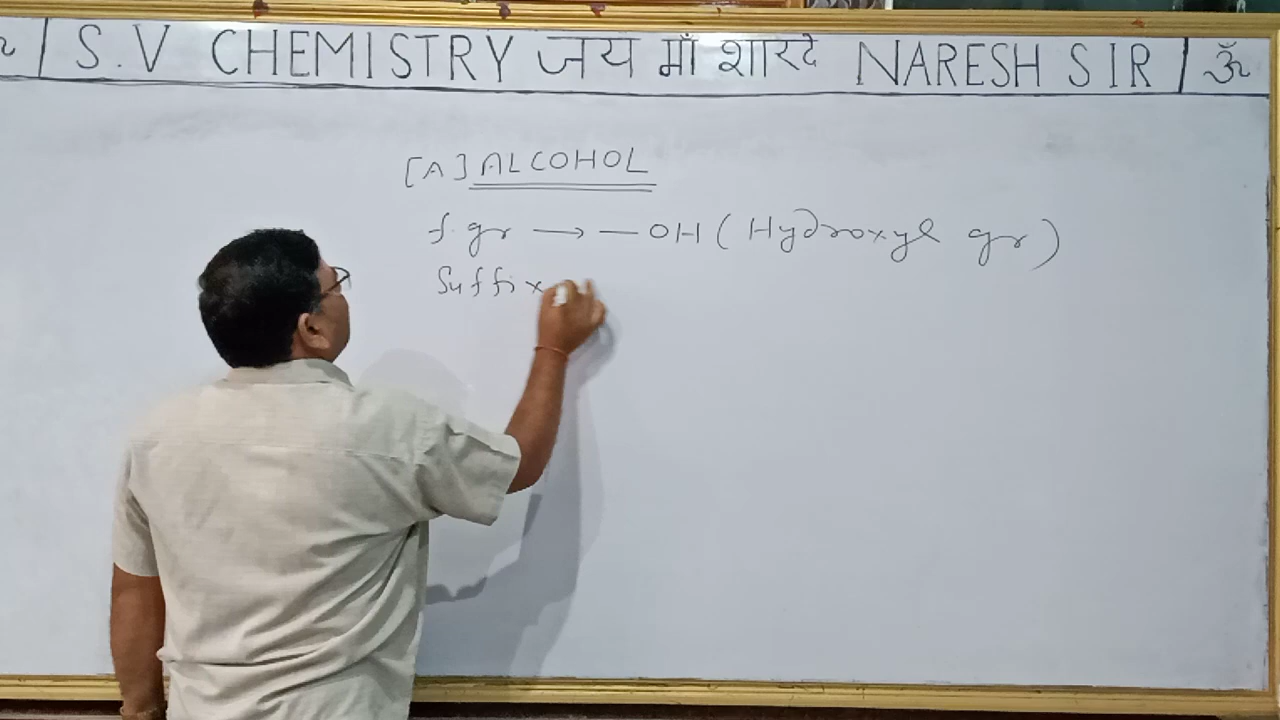 | S.V CHEMISTRY जय माँ शारदे NARESH SIR | ॐ
[A] ALCOHOL
f. gr → — OH ( Hydroxyl gr )
Suffix